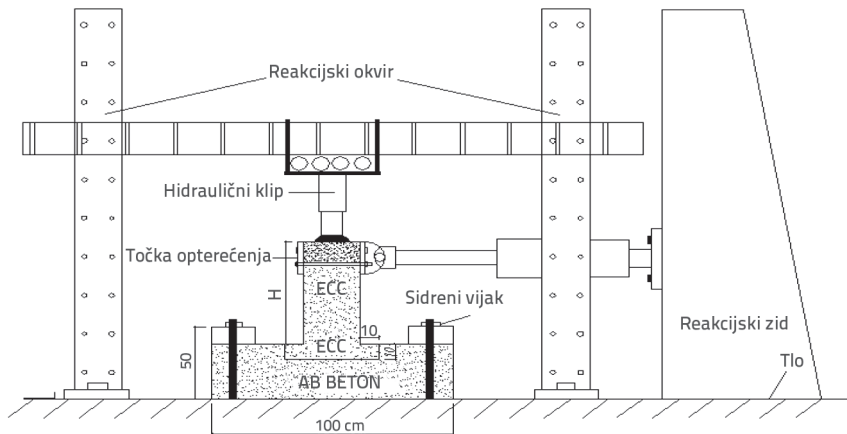 Reakcijski okvir
Hidraulični klip
Točka opterećenja
H
ECC
Sidreni vijak
10
ECC
10
50
AB BETON
Reakcijski zid
Tlo
100 cm